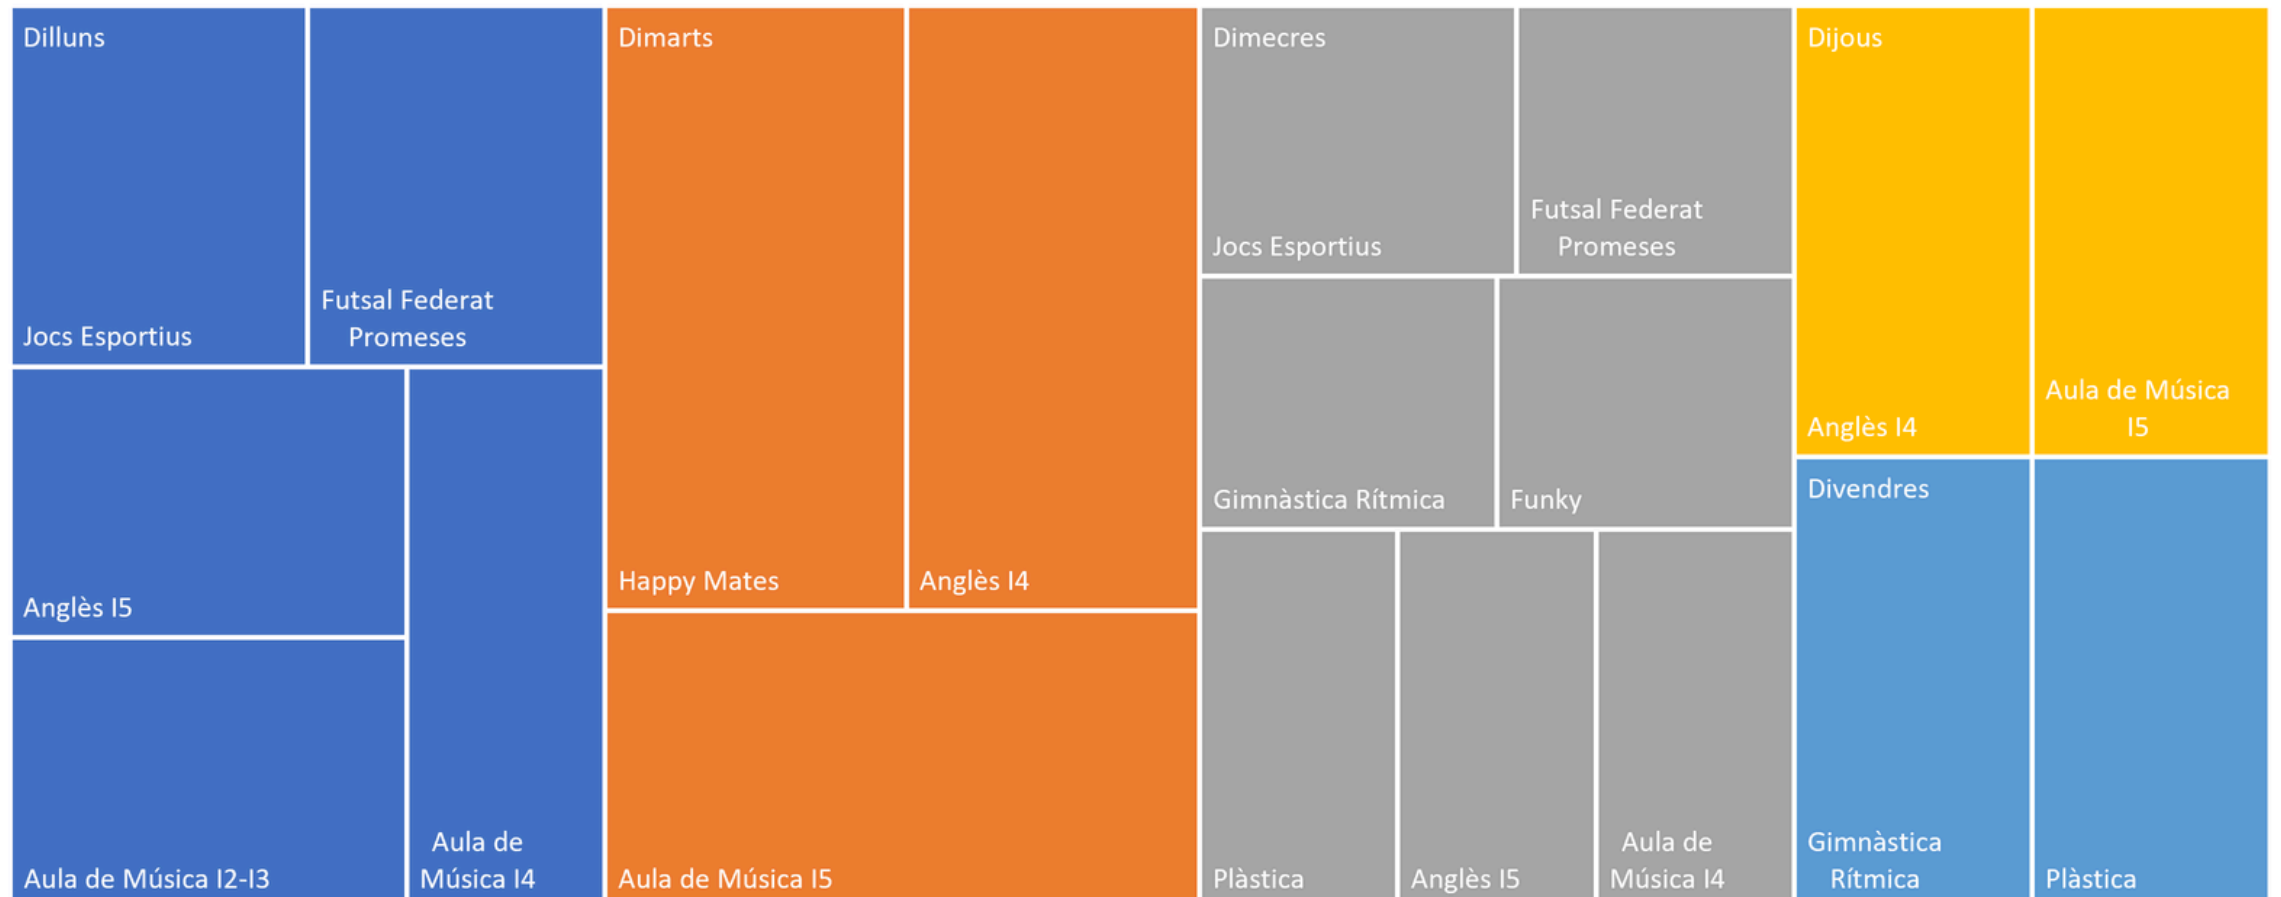 Dilluns
Jocs Esportius
Futsal Federat
Promeses
Anglès I5
Aula de Música I2-I3
Aula de
Música I4
Dimarts
Happy Mates
Anglès I4
Aula de Música I5
Dimecres
Jocs Esportius
Futsal Federat
Promeses
Gimnàstica Rítmica
Funky
Plàstica
Anglès I5
Aula de
Música I4
Dijous
Anglès I4
Aula de Música
I5
Divendres
Gimnàstica
Rítmica
Plàstica